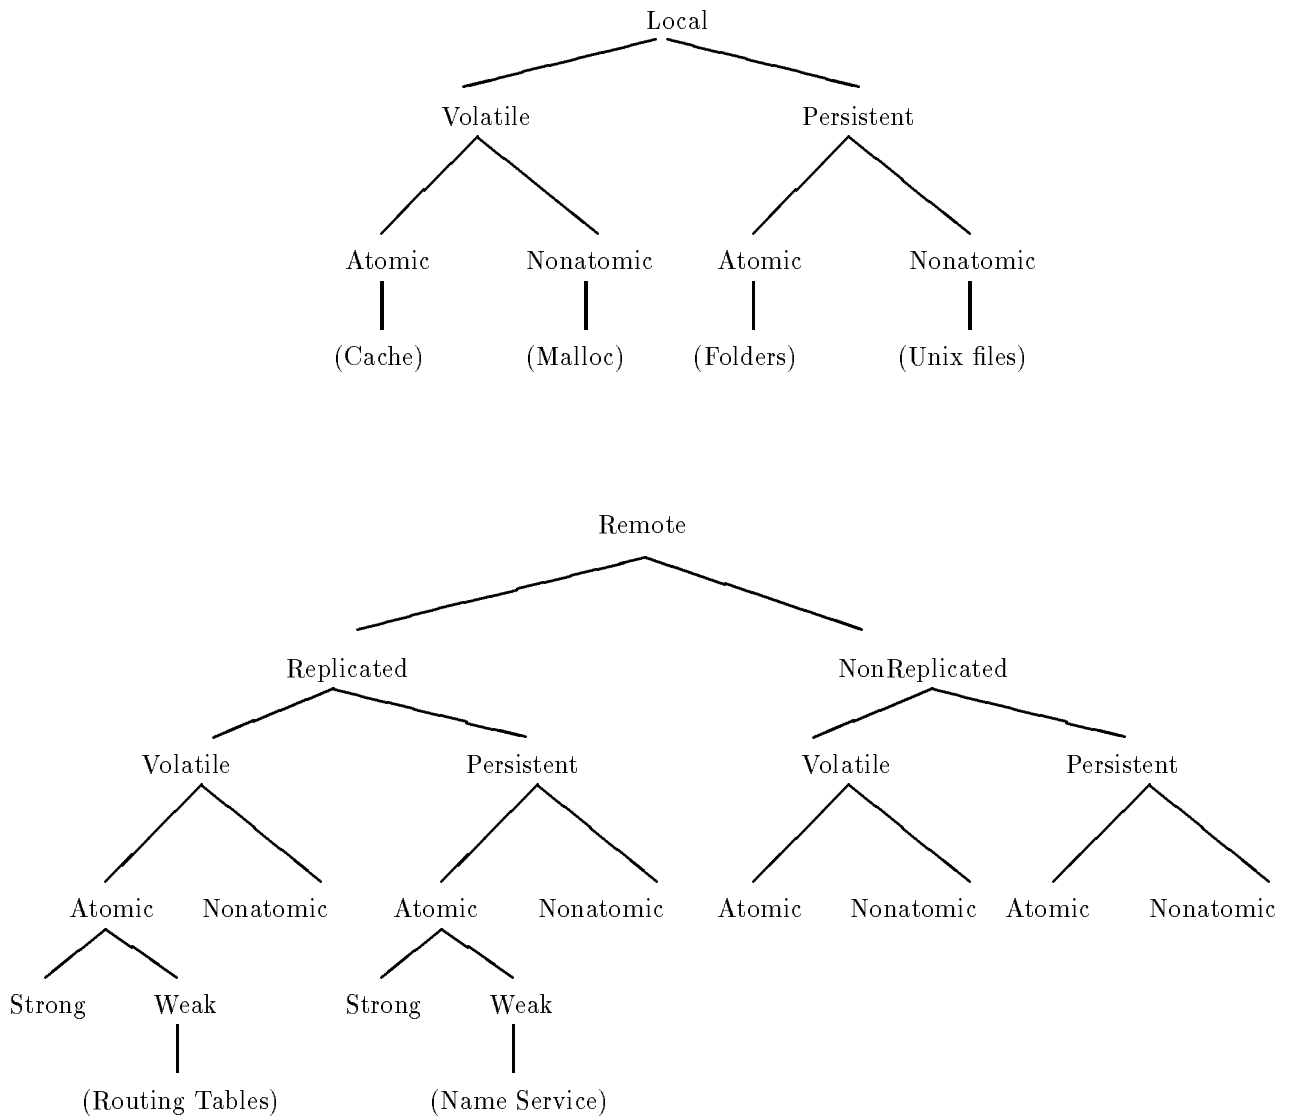 Local
Volatile Persistent
Atomic Nonatomic Atomic Nonatomic
(Cache) (Malloc) (Folders) (Unix files)
Remote
Replicated NonReplicated
Volatile Persistent Volatile Persistent
Atomic Nonatomic Atomic Nonatomic Atomic Nonatomic Atomic Nonatomic
Strong Weak Strong Weak
(Routing Tables) (Name Service)